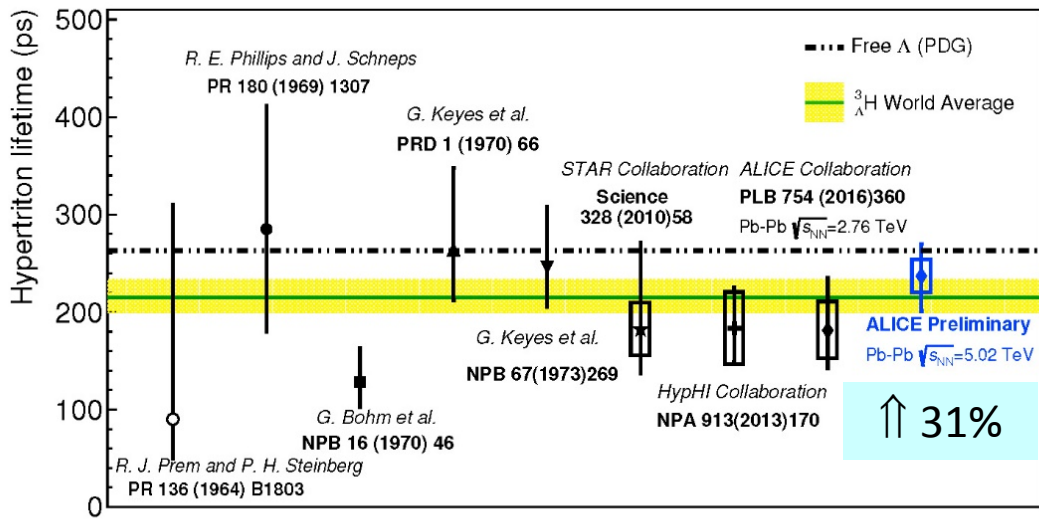 Hypertriton lifetime (ps)
500
400
300
200
100
0
R. E. Phillips and J. Schneps
PR 180 (1969) 1307
G. Keyes et al.
PRD 1 (1970) 66
Free Λ (PDG)
³ΛH World Average
STAR Collaboration
Science
328 (2010)58
ALICE Collaboration
PLB 754 (2016)360
Pb-Pb √sNN=2.76 TeV
G. Keyes et al.
NPB 67(1973)269
ALICE Preliminary
Pb-Pb √sNN=5.02 TeV
HypHI Collaboration
NPA 913(2013)170
G. Bohm et al.
NPB 16 (1970) 46
R. J. Prem and P. H. Steinberg
PR 136 (1964) B1803
⇑ 31%